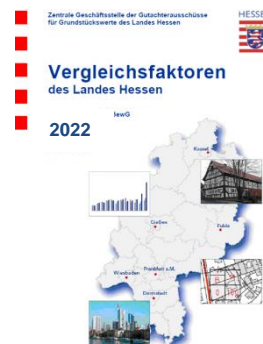 Zentrale Geschäftsstelle der Gutachterausschüsse
für Grundstückswerte des Landes Hessen
HESSEN
Vergleichsfaktoren
des Landes Hessen
lewG
2022
Kassel
Gießen
Fulda
Wiesbaden
Frankfurt a.M.
Darmstadt